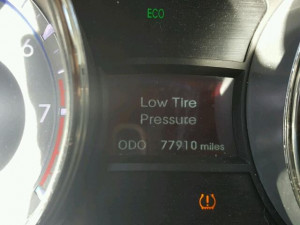 ECO
Low Tire
Pressure
ODO 77910 miles
6
7